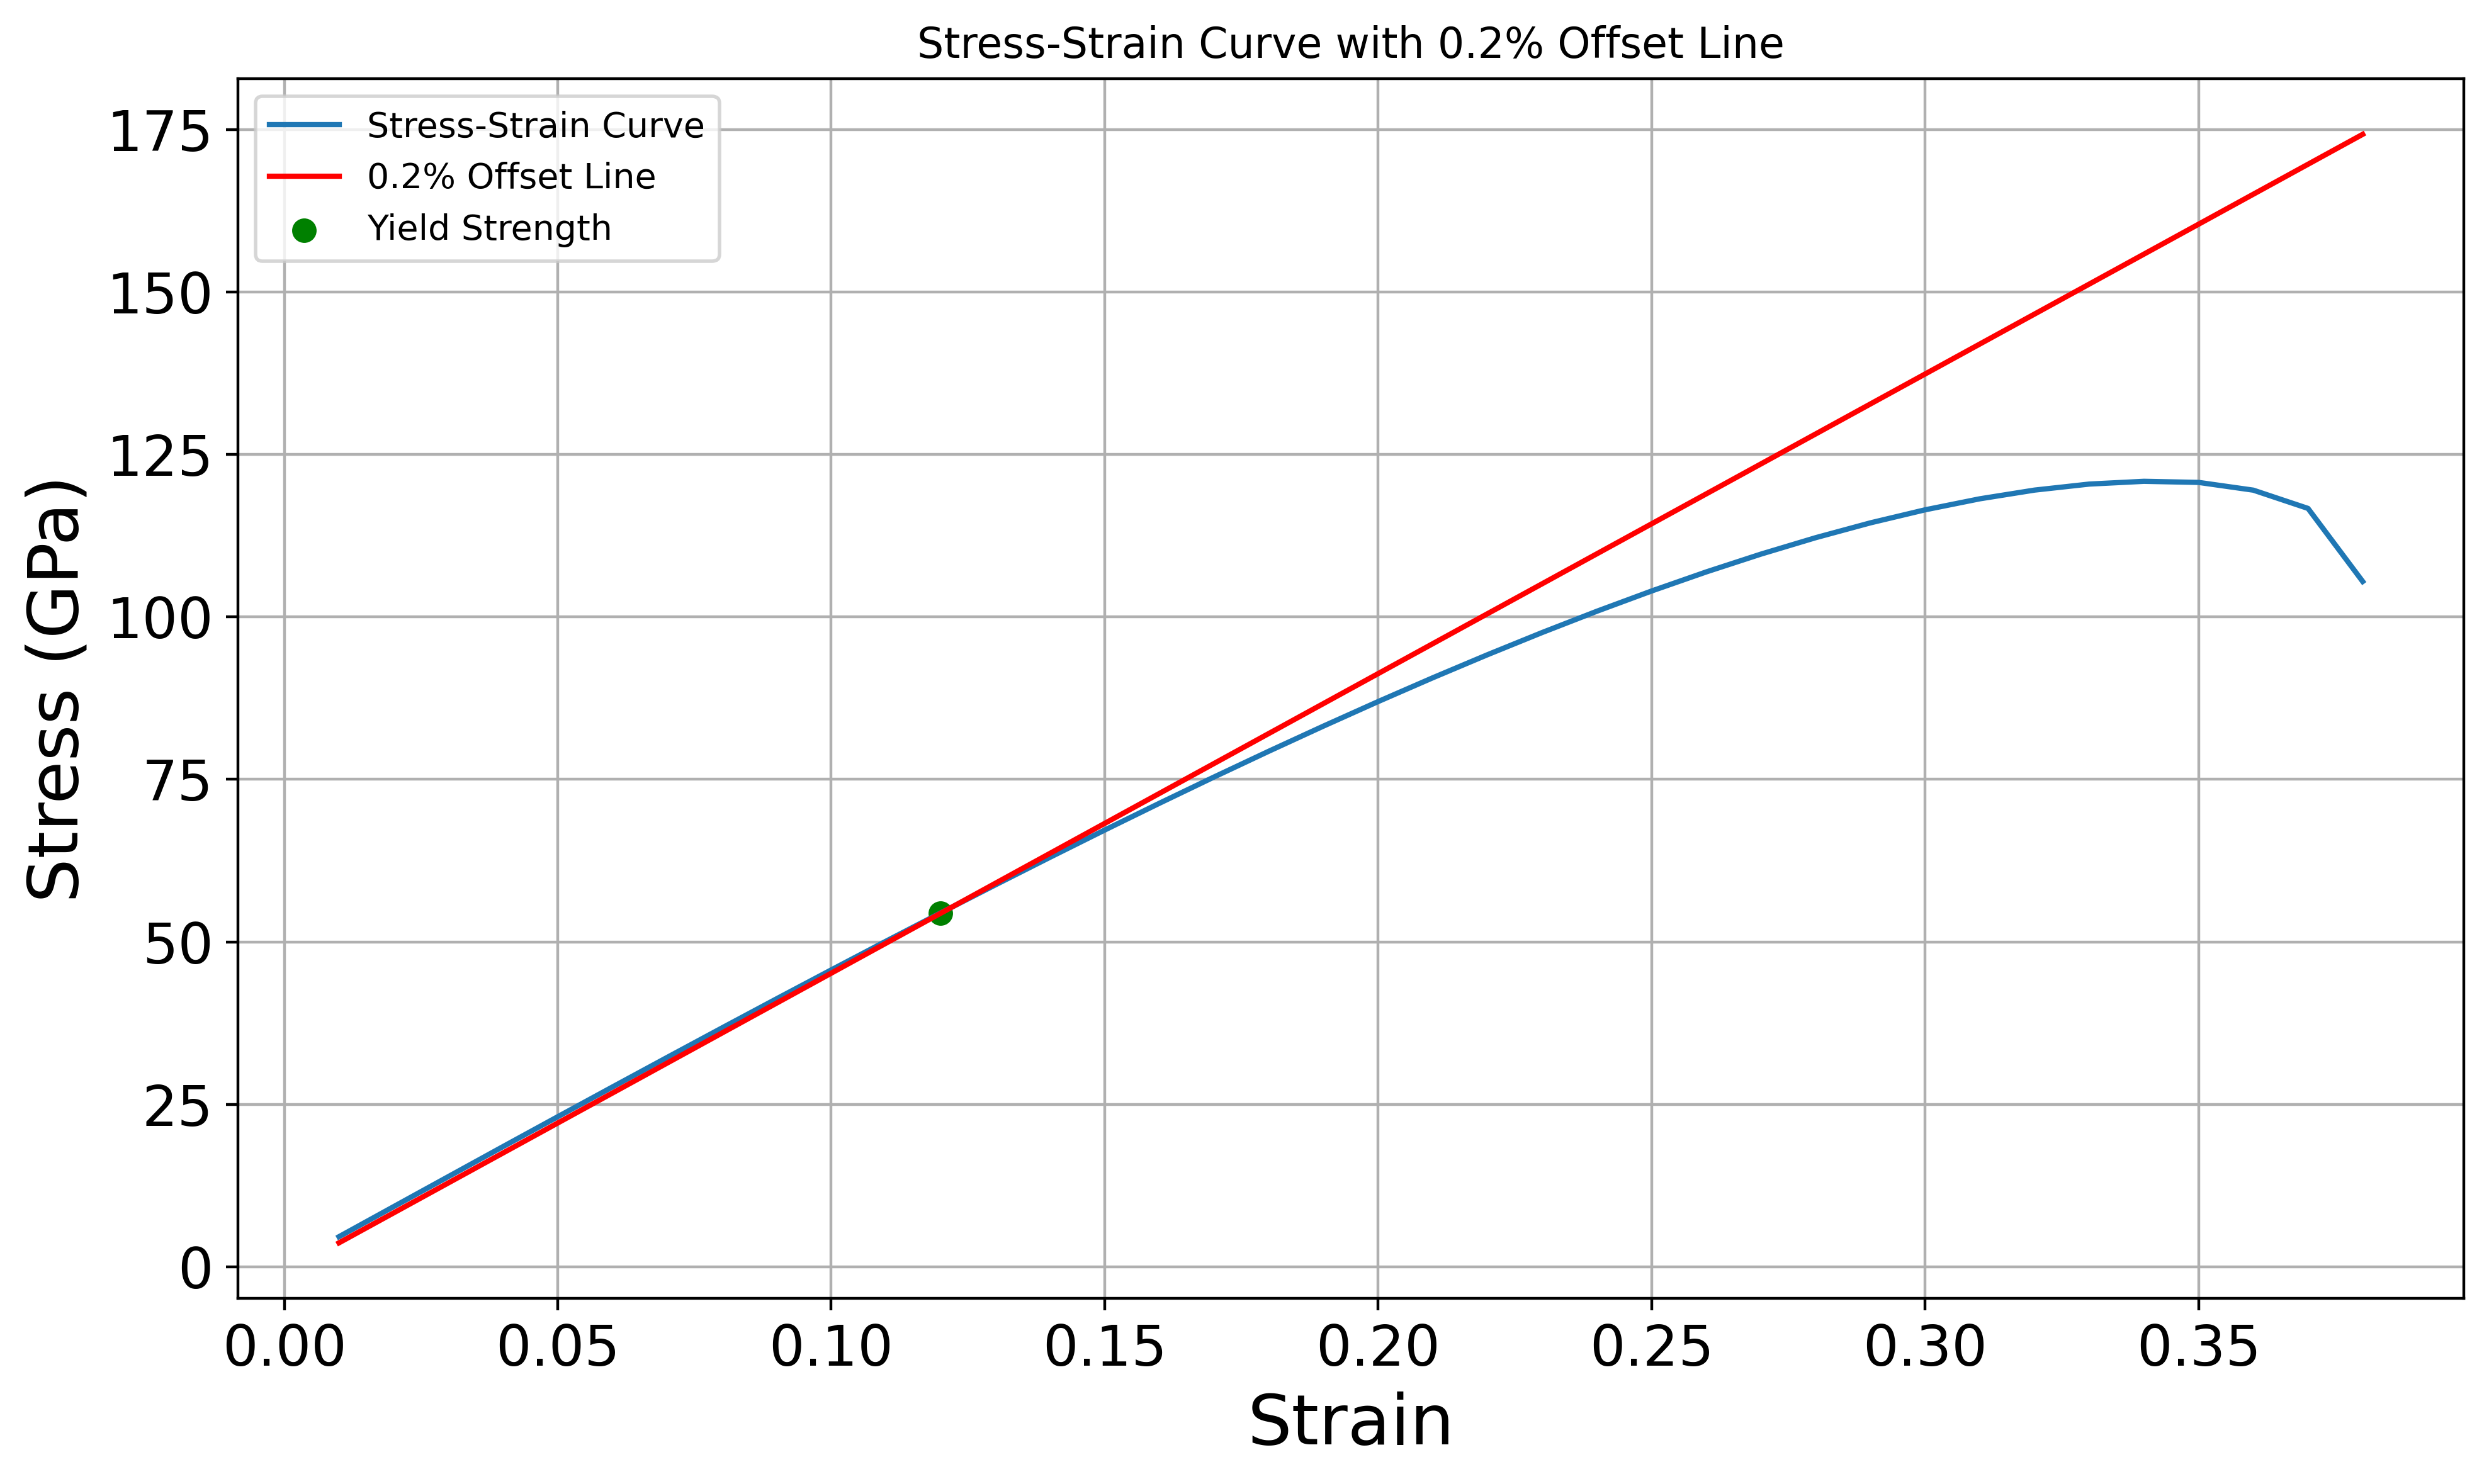 Stress-Strain Curve with 0.2% Offset Line
Stress-Strain Curve
0.2% Offset Line
Yield Strength
175
150
125
100
75
50
25
0
Stress (GPa)
0.00 0.05 0.10 0.15 0.20 0.25 0.30 0.35
Strain